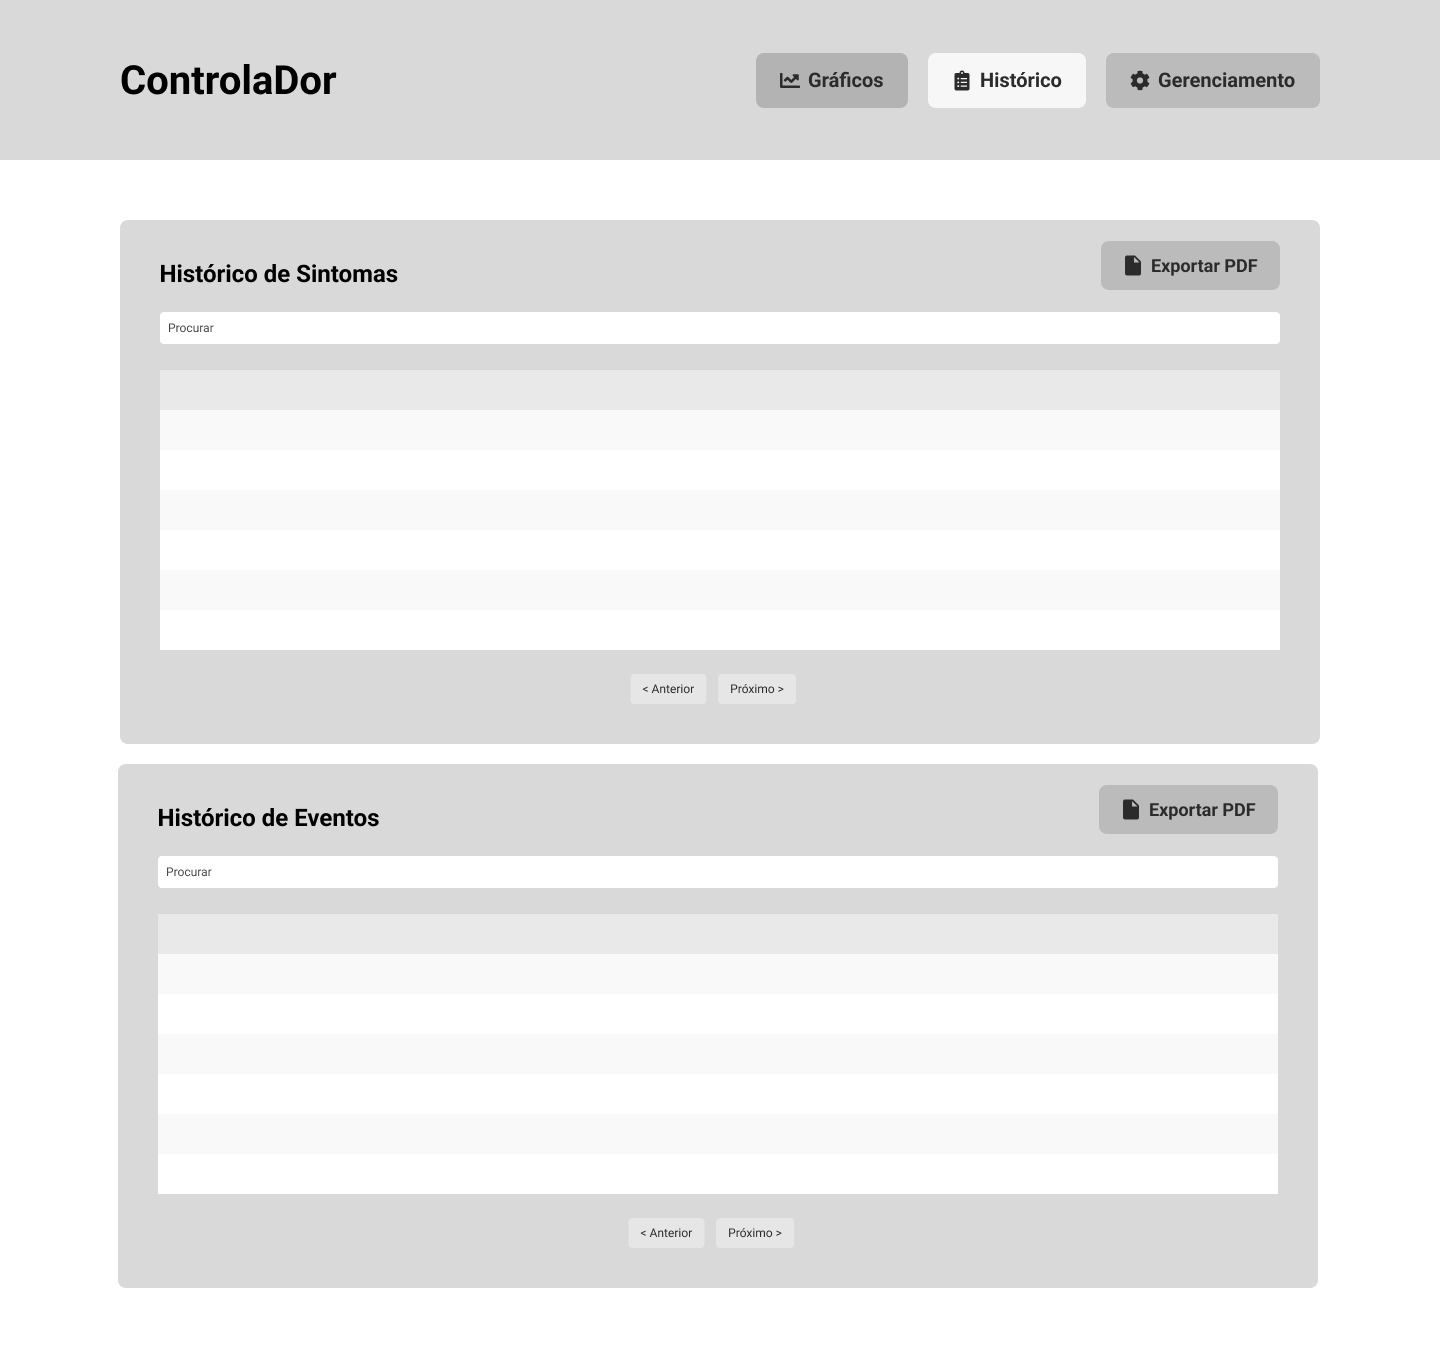 ControlaDor
Gráficos
Histórico
Gerenciamento
Histórico de Sintomas
Exportar PDF
Procurar
< Anterior
Próximo >
Histórico de Eventos
Exportar PDF
Procurar
< Anterior
Próximo >